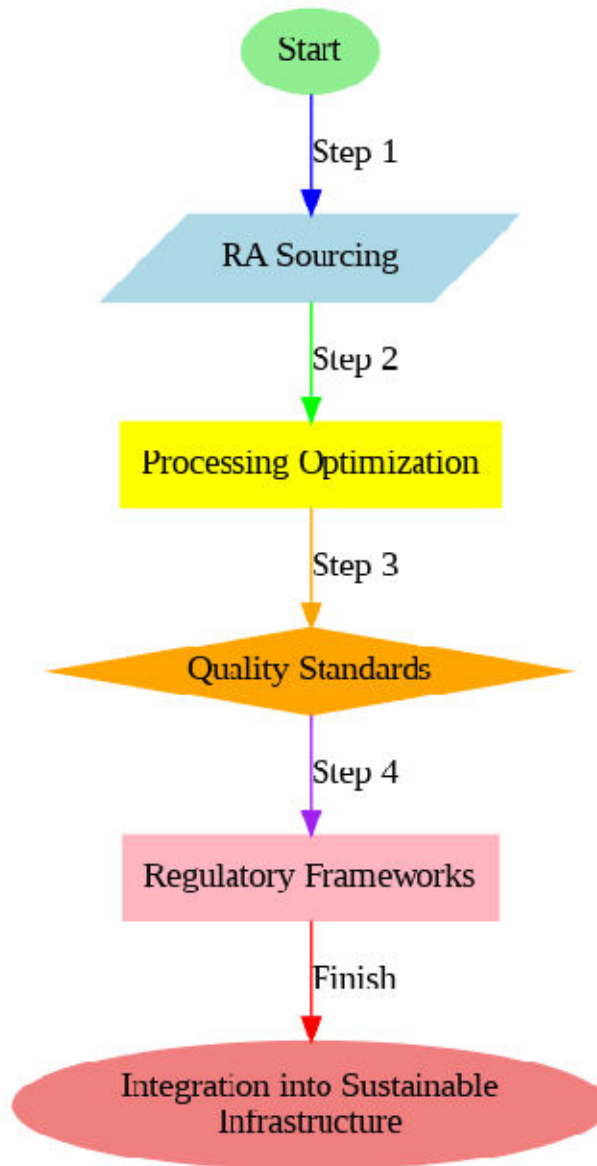 Start
Step 1
RA Sourcing
Step 2
Processing Optimization
Step 3
Quality Standards
Step 4
Regulatory Frameworks
Finish
Integration into Sustainable
Infrastructure